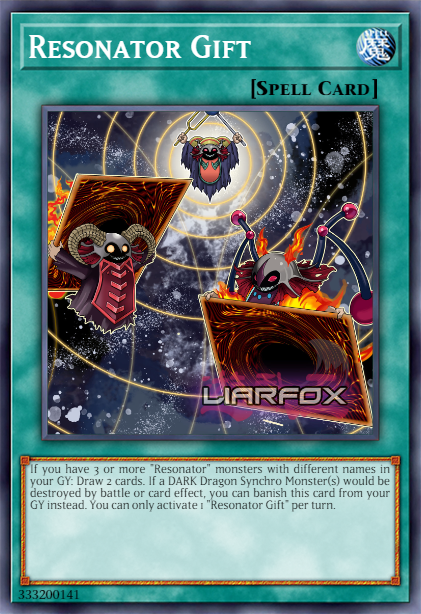 Resonator Gift
魔
[Spell Card]
LIARFOX
If you have 3 or more "Resonator" monsters with different names in
your GY: Draw 2 cards. If a DARK Dragon Synchro Monster(s) would be
destroyed by battle or card effect, you can banish this card from your
GY instead. You can only activate 1 "Resonator Gift" per turn.
333200141